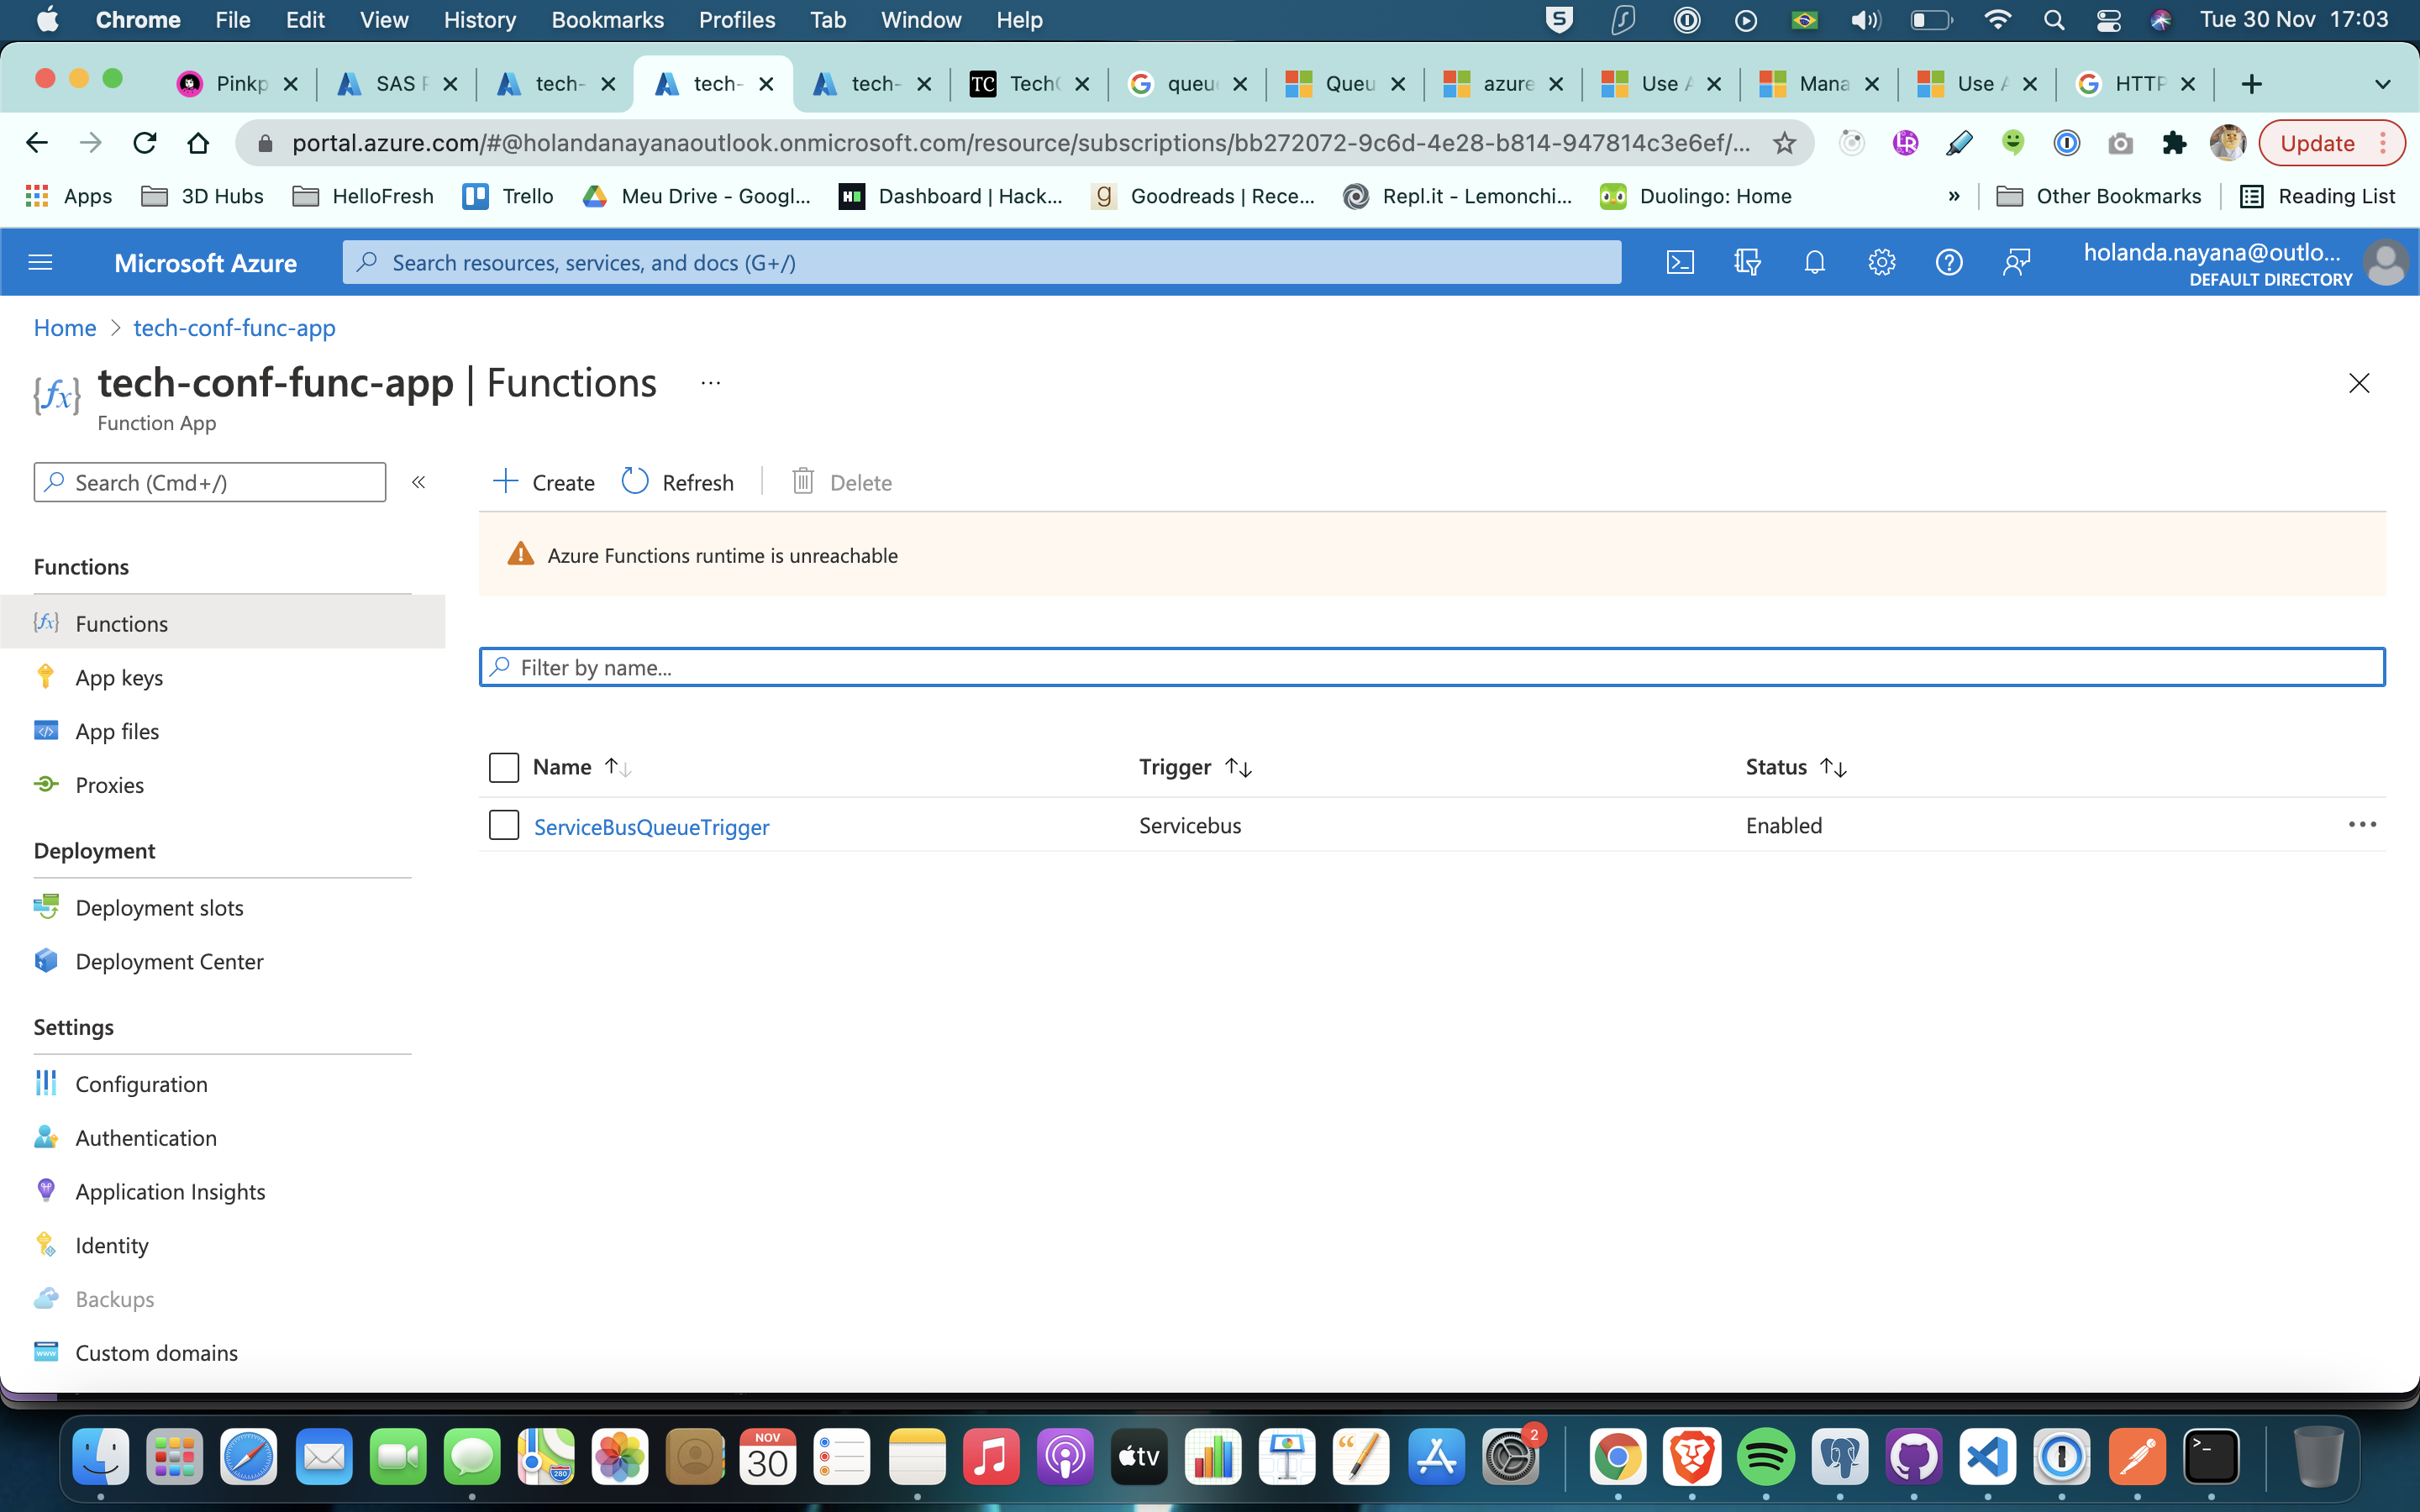 Chrome File Edit View History Bookmarks Profiles Tab Window Help Tue 30 Nov 17:03
Pinkp SAS F tech- tech- tech- TC TechC queu Queu azure Use A Mana Use A HTTP
portal.azure.com/#@holandanayanaoutlook.onmicrosoft.com/resource/subscriptions/bb272072-9c6d-4e28-b814-947814c3e6ef/... Update
Apps 3D Hubs HelloFresh Trello Meu Drive - Googl... Dashboard | Hack... Goodreads | Rece... Repl.it - Lemonchi... Duolingo: Home » Other Bookmarks Reading List
Microsoft Azure Search resources, services, and docs (G+/) holanda.nayana@outlo...
DEFAULT DIRECTORY
Home > tech-conf-func-app
tech-conf-func-app | Functions ...
Function App
Search (Cmd+/) «
Create Refresh Delete
Azure Functions runtime is unreachable
Filter by name...
Name Trigger Status
ServiceBusQueueTrigger Servicebus Enabled
Functions
Functions
App keys
App files
Proxies
Deployment
Deployment slots
Deployment Center
Settings
Configuration
Authentication
Application Insights
Identity
Backups
Custom domains
NOV
30
tv
2